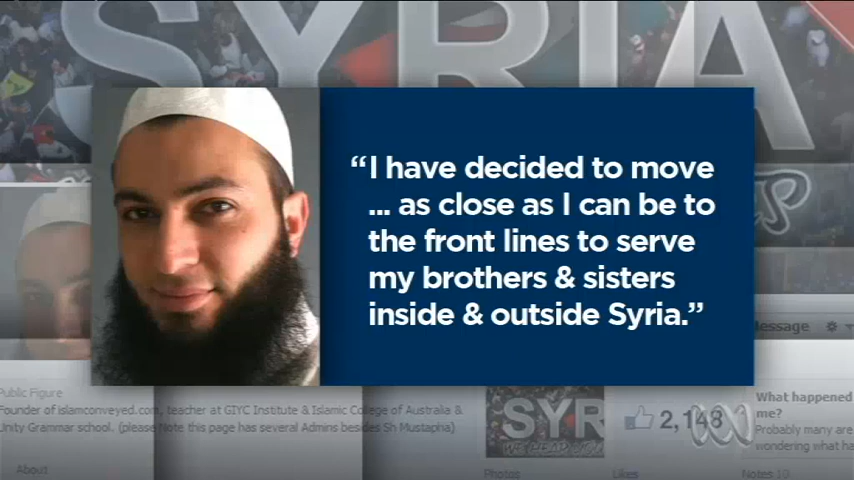 SYRIA
“I have decided to move
... as close as I can be to
the front lines to serve
my brothers & sisters
inside & outside Syria.”
Message
Public Figure
Founder of islamconveyed.com, teacher at GIYC Institute & Islamic College of Australia &
Unity Grammar school. (please Note this page has several Admins besides Sh Mustapha)
About
SYR
Photos
2,148
Likes
What happened
me?
Probably many are
wondering what ha
Notes 10